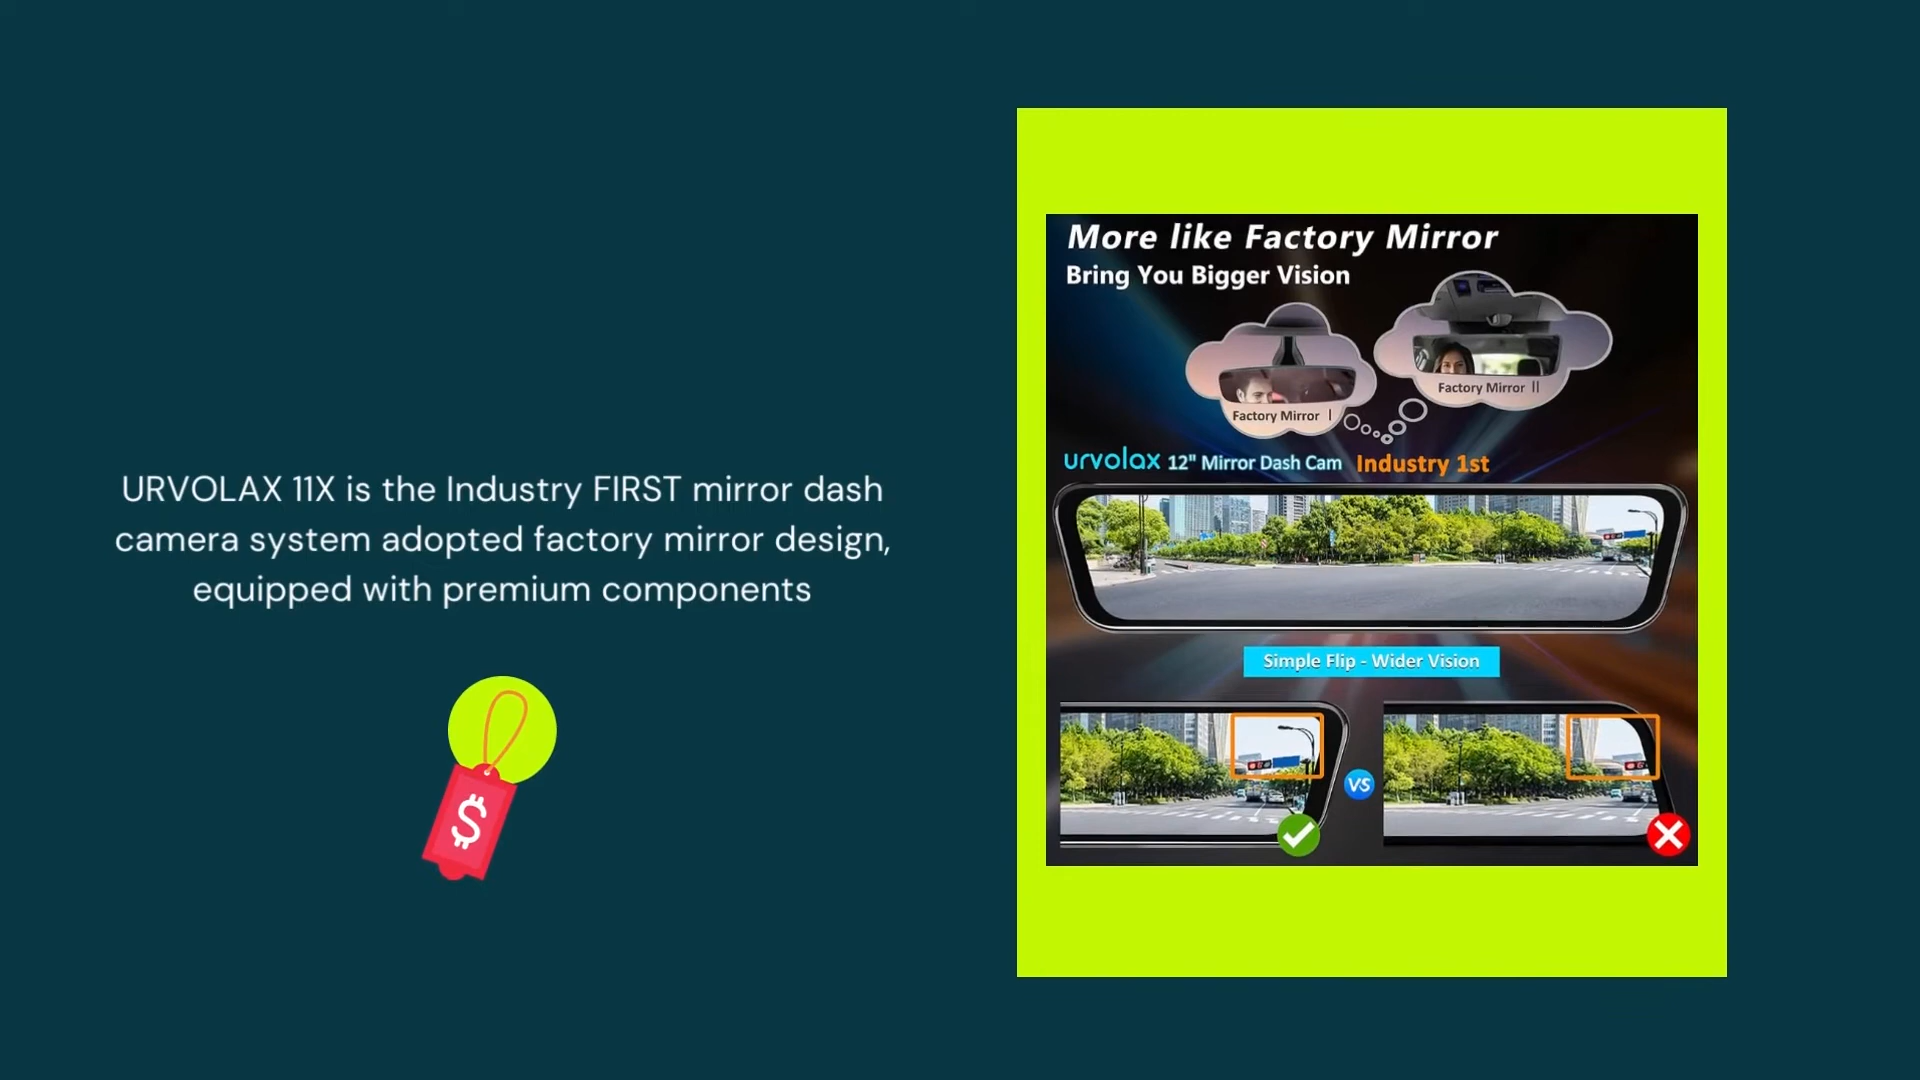 URVOLAX 11X is the Industry FIRST mirror dash
camera system adopted factory mirror design,
equipped with premium components
$
More like Factory Mirror
Bring You Bigger Vision
Factory Mirror I
Factory Mirror II
urvolax 12" Mirror Dash Cam Industry 1st
Simple Flip - Wider Vision
VS